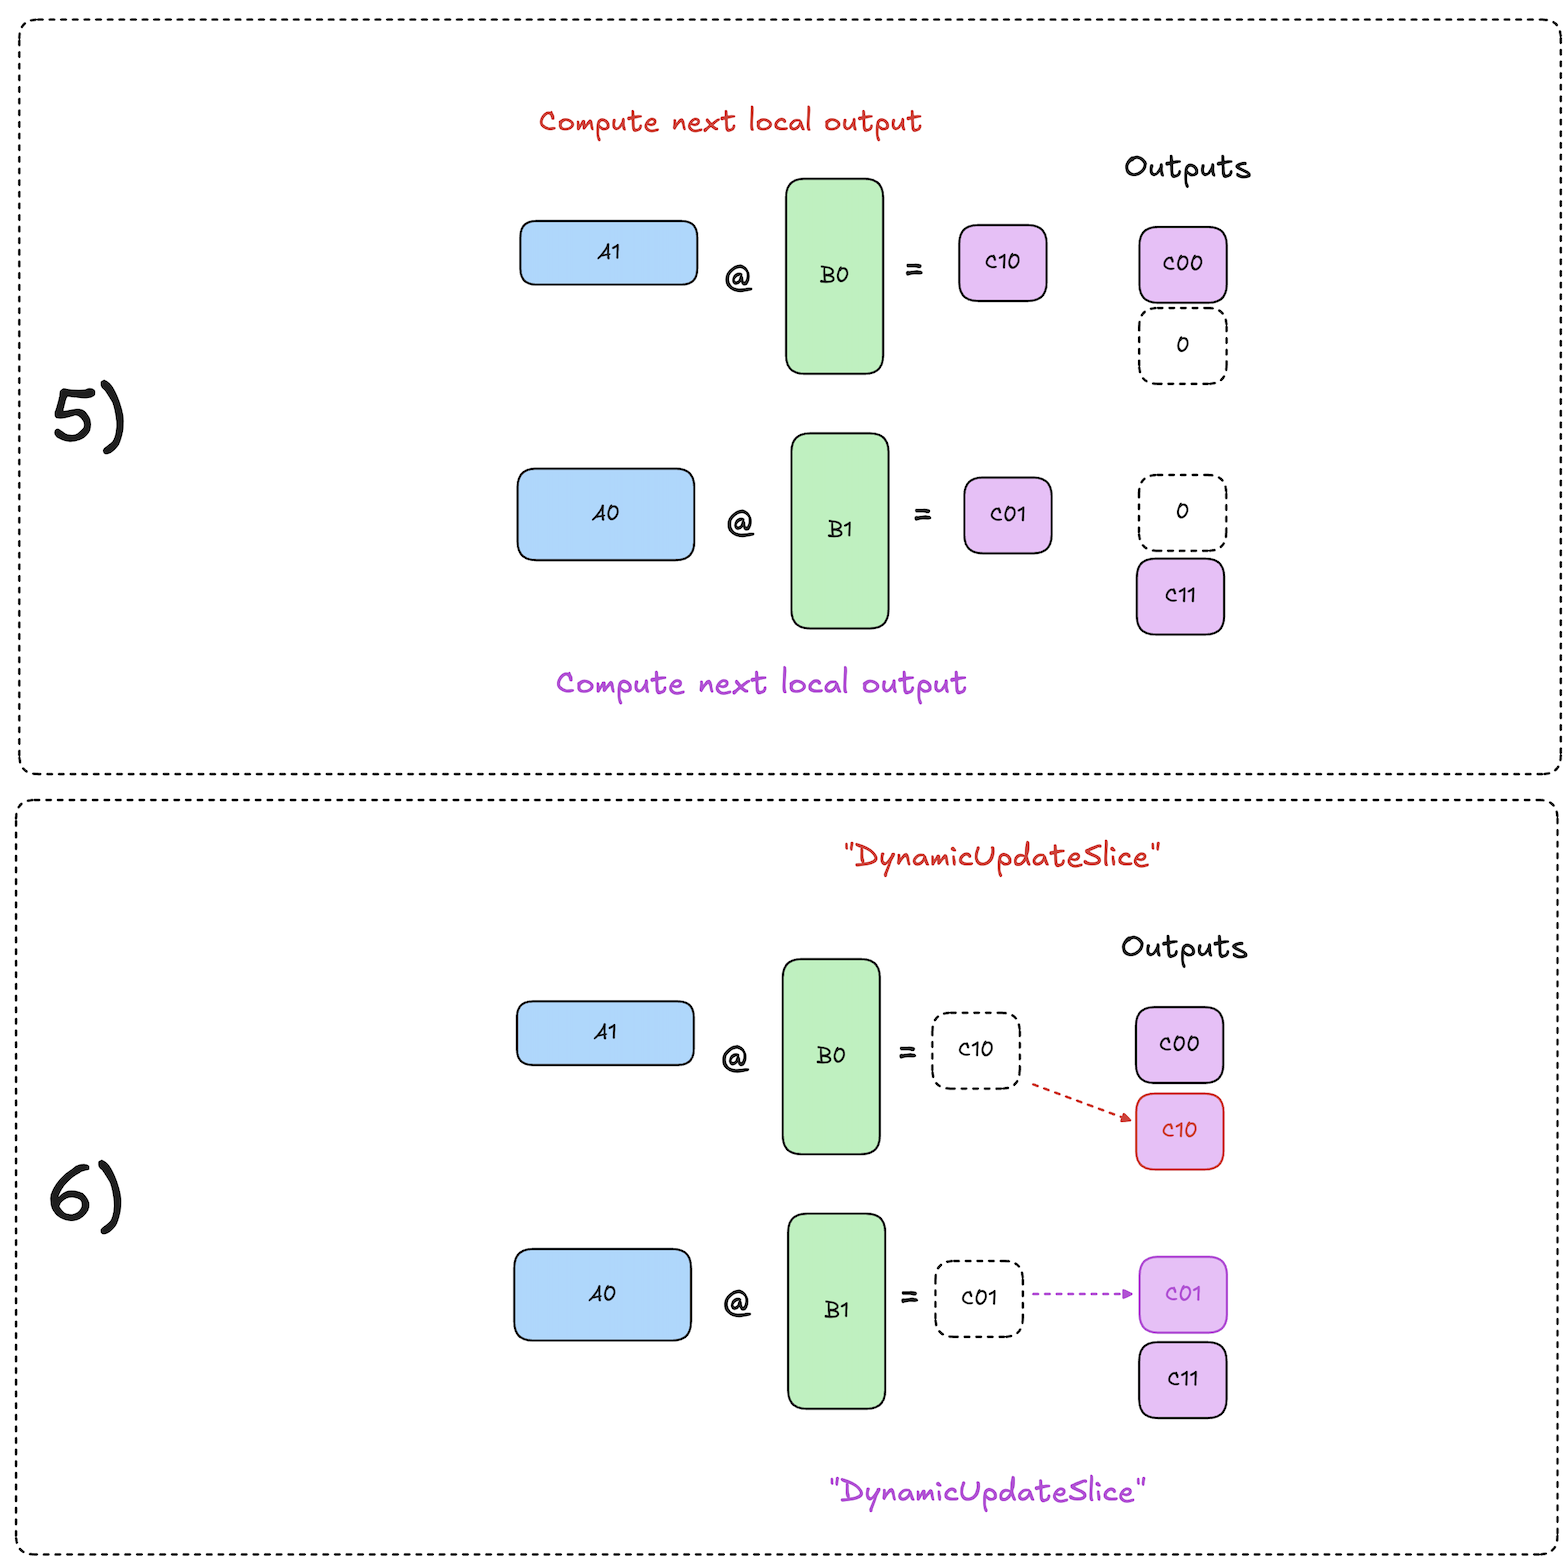 Compute next local output
Outputs
A1 @ B0 = C10 C00
0
5)
A0 @ B1 = C01 0
C11
Compute next local output
"DynamicUpdateSlice"
Outputs
A1 @ B0 = C10 C00
C10
6)
A0 @ B1 = C01 C01
C11
"DynamicUpdateSlice"